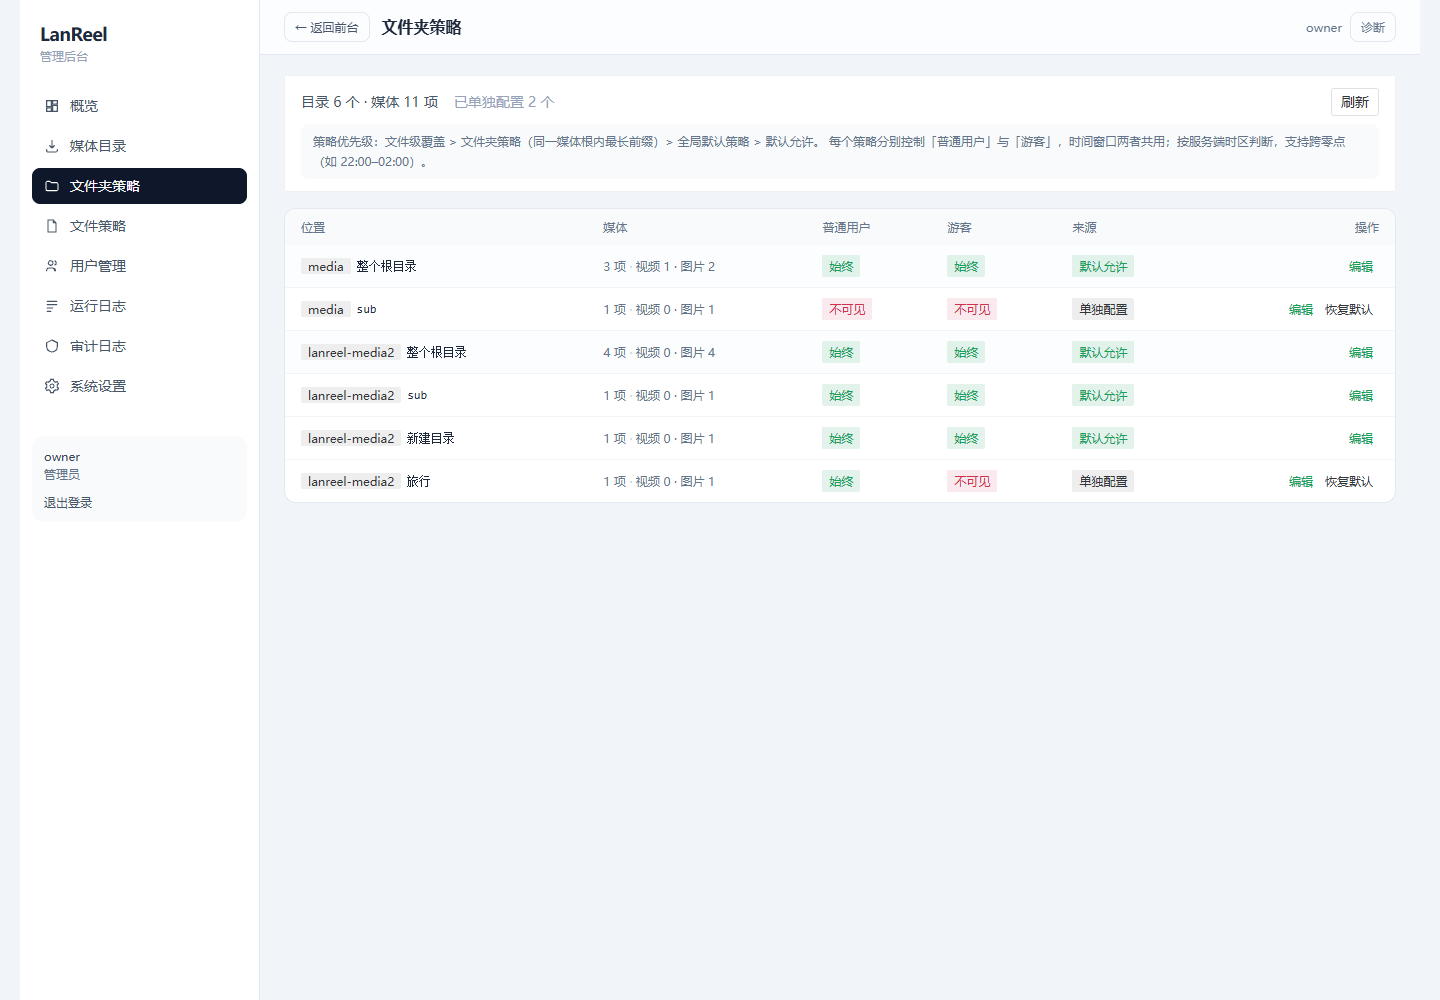 LanReel
管理后台
概览
媒体目录
文件夹策略
文件策略
用户管理
运行日志
审计日志
系统设置
owner
管理员
退出登录
← 返回前台 文件夹策略 owner 诊断
目录 6 个 · 媒体 11 项 已单独配置 2 个 刷新
策略优先级：文件级覆盖 > 文件夹策略（同一媒体根内最长前缀）> 全局默认策略 > 默认允许。 每个策略分别控制「普通用户」与「游客」，时间窗口两者共用；按服务端时区判断，支持跨零点
（如 22:00–02:00）。
位置 媒体 普通用户 游客 来源 操作
media 整个根目录 3 项 · 视频 1 · 图片 2 始终 始终 默认允许 编辑
media sub 1 项 · 视频 0 · 图片 1 不可见 不可见 单独配置 编辑 恢复默认
lanreel-media2 整个根目录 4 项 · 视频 0 · 图片 4 始终 始终 默认允许 编辑
lanreel-media2 sub 1 项 · 视频 0 · 图片 1 始终 始终 默认允许 编辑
lanreel-media2 新建目录 1 项 · 视频 0 · 图片 1 始终 始终 默认允许 编辑
lanreel-media2 旅行 1 项 · 视频 0 · 图片 1 始终 不可见 单独配置 编辑 恢复默认